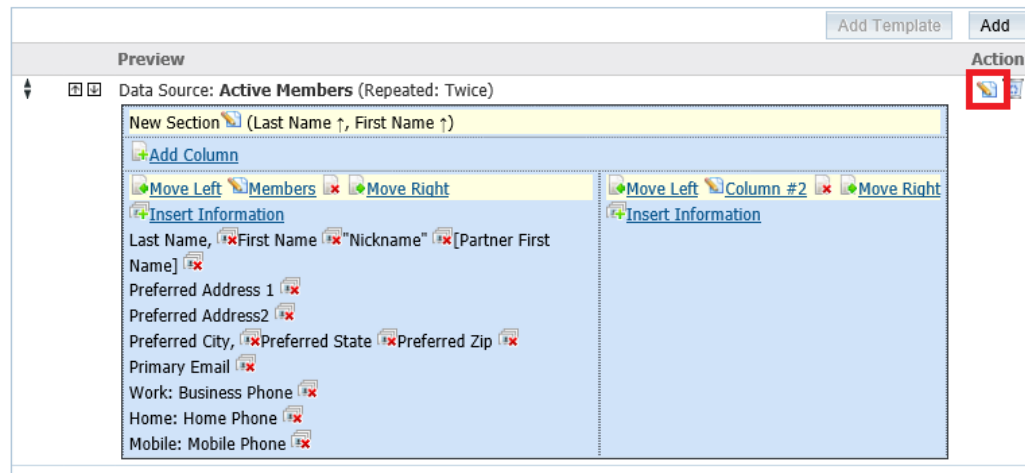 Add Template Add
Preview Action
Data Source: Active Members (Repeated: Twice)
New Section (Last Name ↑, First Name ↑)
Add Column
Move Left Members Move Right
Insert Information
Last Name, First Name "Nickname" [Partner First
Name]
Preferred Address 1
Preferred Address2
Preferred City, Preferred State Preferred Zip
Primary Email
Work: Business Phone
Home: Home Phone
Mobile: Mobile Phone
Move Left Column #2 Move Right
Insert Information